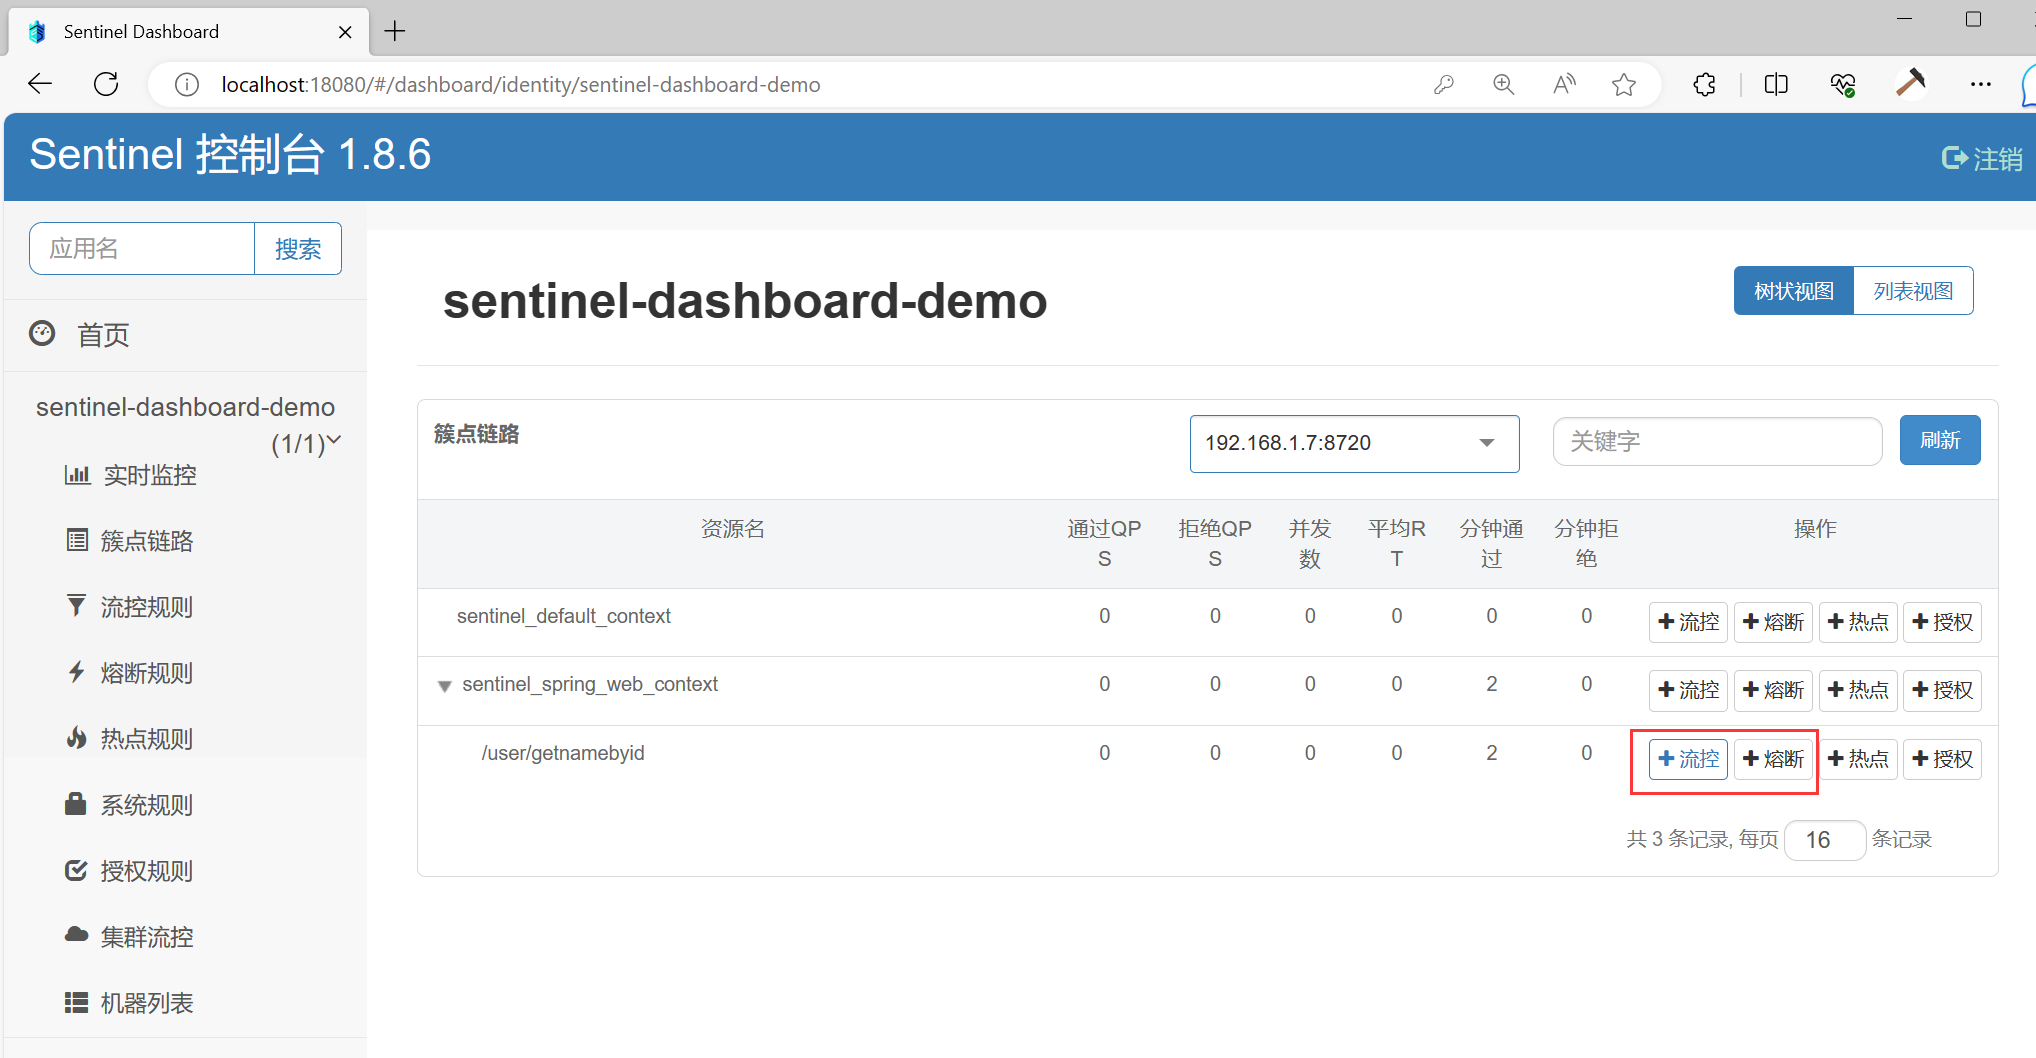 Sentinel Dashboard
localhost:18080/#/dashboard/identity/sentinel-dashboard-demo
Sentinel 控制台 1.8.6
注销
应用名
搜索
首页
sentinel-dashboard-demo
(1/1)
实时监控
簇点链路
流控规则
熔断规则
热点规则
系统规则
授权规则
集群流控
机器列表
sentinel-dashboard-demo
树状视图
列表视图
簇点链路
192.168.1.7:8720
关键字
刷新
资源名
通过QP
S
拒绝QP
S
并发
数
平均R
T
分钟通
过
分钟拒
绝
操作
sentinel_default_context 0 0 0 0 0 0 流控 熔断 热点 授权
sentinel_spring_web_context 0 0 0 0 2 0 流控 熔断 热点 授权
/user/getnamebyid 0 0 0 0 2 0 流控 熔断 热点 授权
共 3 条记录, 每页 16 条记录